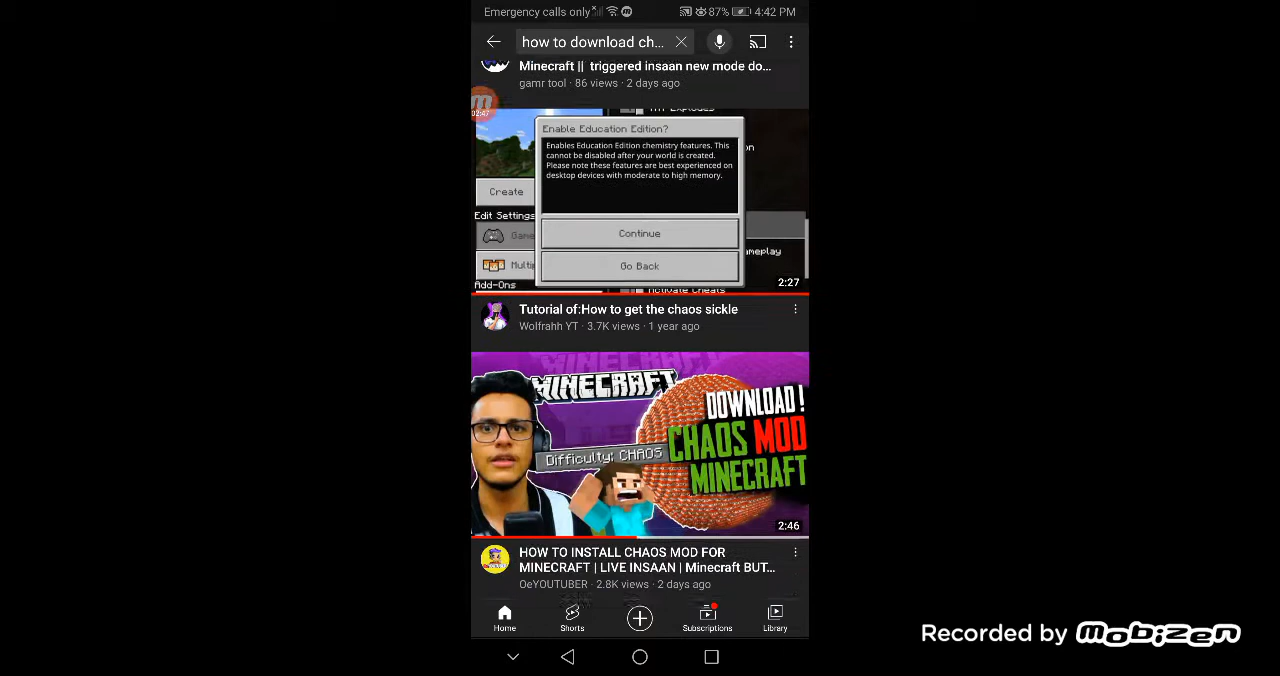 Emergency calls only
87%
4:42 PM
how to download ch...
Minecraft || triggered insaan new mode do...
gamr tool · 86 views · 2 days ago
02:47
Enable Education Edition?
Enables Education Edition chemistry features. This
cannot be disabled after your world is created.
Please note these features are best experienced on
desktop devices with moderate to high memory.
Create
Continue
Edit Settings
Go Back
Add-Ons
2:27
Tutorial of:How to get the chaos sickle
Wolfrahh YT · 3.7K views · 1 year ago
MINECRAFT
DOWNLOAD!
CHAOS MOD
MINECRAFT
Difficulty: CHAOS
2:46
HOW TO INSTALL CHAOS MOD FOR
MINECRAFT | LIVE INSAAN | Minecraft BUT...
OeYOUTUBER · 2.8K views · 2 days ago
Home
Shorts
Subscriptions
Library
Recorded by mobizen